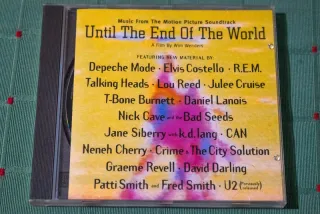 Music From The Motion Picture Soundtrack
Until The End Of The World
A Film By Wim Wenders
FEATURING NEW MATERIAL BY:
Depeche Mode · Elvis Costello · R.E.M.
Talking Heads · Lou Reed · Julee Cruise
T-Bone Burnett · Daniel Lanois
Nick Cave and the Bad Seeds
Jane Siberry with k.d. lang · CAN
Neneh Cherry · Crime & The City Solution
Graeme Revell · David Darling
Patti Smith and Fred Smith · U2